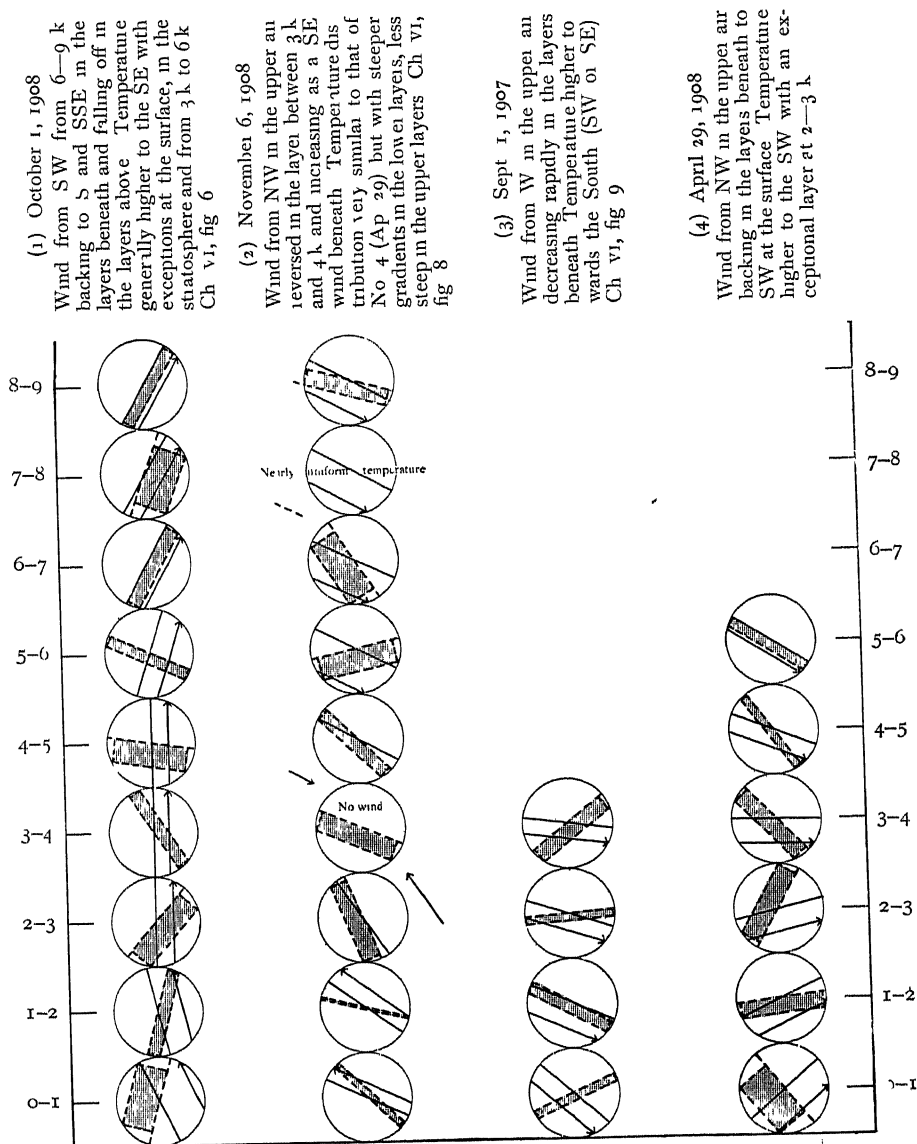 (1) October 1, 1908
Wind from SW from 6—9 k
backing to S and SSE in the
layers beneath and falling off in
the layers above Temperature
generally higher to the SE with
exceptions at the surface, in the
stratosphere and from 3 k to 6 k
Ch VI, fig 6
(2) November 6, 1908
Wind from NW in the upper air
reversed in the layer between 3 k
and 4 k and increasing as a SE
wind beneath Temperature dis
tribution very similar to that of
No 4 (Ap 29) but with steeper
gradients in the lower layers, less
steep in the upper layers Ch VI,
fig 8
(3) Sept 1, 1907
Wind from W in the upper air
decreasing rapidly in the layers
beneath Temperature higher to
wards the South (SW or SE)
Ch VI, fig 9
(4) April 29, 1908
Wind from NW in the upper air
backing in the layers beneath to
SW at the surface Temperature
higher to the SW with an ex-
ceptional layer at 2—3 k
8–9
7–8
6–7
5–6
4–5
3–4
2–3
1–2
0–1
Nearly uniform temperature
No wind
8–9
7–8
6–7
5–6
4–5
3–4
2–3
1–2
0–1